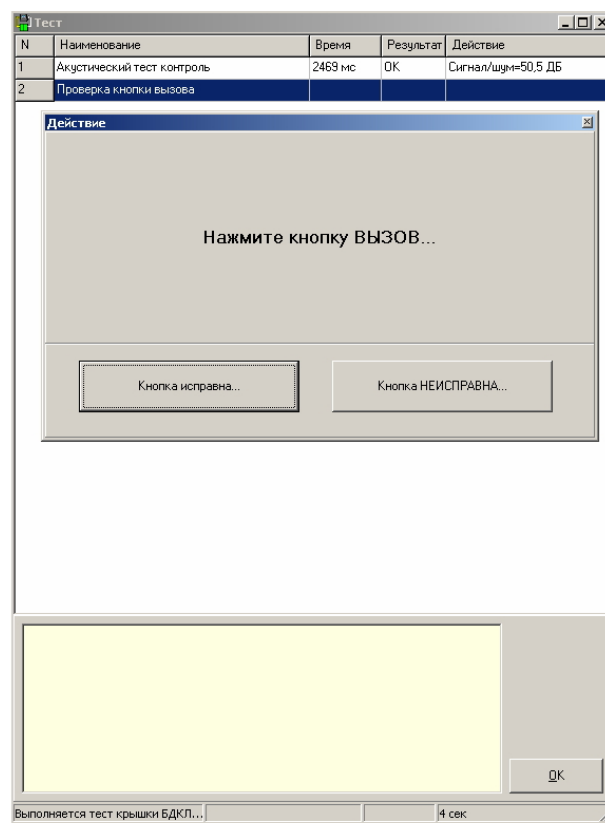 Тест
N Наименование Время Результат Действие
1 Акустический тест контроль 2469 мс OK Сигнал/шум=50,5 ДБ
2 Проверка кнопки вызова
Действие
Нажмите кнопку ВЫЗОВ...
Кнопка исправна... Кнопка НЕИСПРАВНА...
OK
Выполняется тест крышки БДКЛ... 4 сек